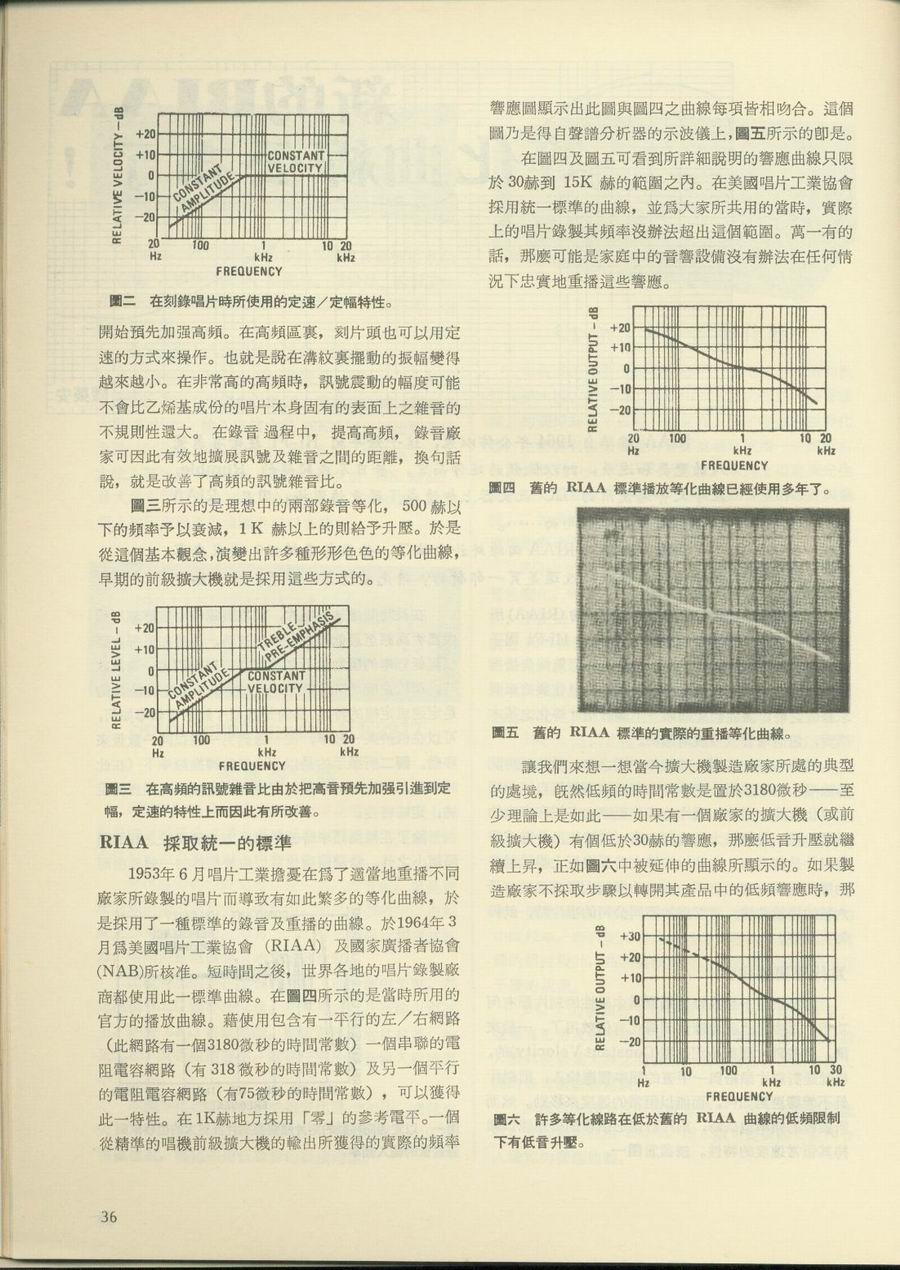 RELATIVE VELOCITY — dB
+20
+10
0
−10
−20
CONSTANT
AMPLITUDE
CONSTANT
VELOCITY
20 100 1 10 20
Hz kHz kHz
FREQUENCY
圖二　在刻錄唱片時所使用的定速／定幅特性。
開始預先加强高頻。在高頻區裏，刻片頭也可以用定
速的方式來操作。也就是說在溝紋裏擺動的振幅變得
越來越小。在非常高的高頻時，訊號震動的幅度可能
不會比乙烯基成份的唱片本身固有的表面上之雜音的
不規則性還大。在錄音過程中，提高高頻，錄音廠
家可因此有效地擴展訊號及雜音之間的距離，換句話
說，就是改善了高頻的訊號雜音比。
圖三所示的是理想中的兩部錄音等化，500 赫以
下的頻率予以衰減，1K 赫以上的則給予升壓。於是
從這個基本觀念，演變出許多種形形色色的等化曲線，
早期的前級擴大機就是採用這些方式的。
RELATIVE LEVEL — dB
+20
+10
0
−10
−20
CONSTANT
AMPLITUDE
CONSTANT
VELOCITY
TREBLE
PRE-EMPHASIS
20 100 1 10 20
Hz kHz kHz
FREQUENCY
圖三　在高頻的訊號雜音比由於把高音預先加强引進到定
幅，定速的特性上而因此有所改善。
RIAA 採取統一的標準
1953年 6 月唱片工業擔憂在爲了適當地重播不同
廠家所錄製的唱片而導致有如此繁多的等化曲線，於
是採用了一種標準的錄音及重播的曲線。於1964年 3
月爲美國唱片工業協會（RIAA）及國家廣播者協會
(NAB)所核准。短時間之後，世界各地的唱片錄製廠
商都使用此一標準曲線。在圖四所示的是當時所用的
官方的播放曲線。藉使用包含有一平行的左／右網路
（此網路有一個3180微秒的時間常數）一個串聯的電
阻電容網路（有 318 微秒的時間常數）及另一個平行
的電阻電容網路（有75微秒的時間常數），可以獲得
此一特性。在 1K赫地方採用「零」的參考電平。一個
從精準的唱機前級擴大機的輸出所獲得的實際的頻率
36
響應圖顯示出此圖與圖四之曲線每項皆相吻合。這個
圖乃是得自聲譜分析器的示波儀上，圖五所示的卽是。
在圖四及圖五可看到所詳細說明的響應曲線只限
於 30赫到 15K 赫的範圍之內。在美國唱片工業協會
採用統一標準的曲線，並爲大家所共用的當時，實際
上的唱片錄製其頻率沒辦法超出這個範圍。萬一有的
話，那麼可能是家庭中的音響設備沒有辦法在任何情
況下忠實地重播這些響應。
RELATIVE OUTPUT - dB
+20
+10
0
−10
−20
20 100 1 10 20
Hz kHz kHz
FREQUENCY
圖四　舊的 RIAA 標準播放等化曲線已經使用多年了。
圖五　舊的 RIAA 標準的實際的重播等化曲線。
讓我們來想一想當今擴大機製造廠家所處的典型
的處境，旣然低頻的時間常數是置於3180微秒——至
少理論上是如此——如果有一個廠家的擴大機（或前
級擴大機）有個低於30赫的響應，那麼低音升壓就繼
續上昇，正如圖六中被延伸的曲線所顯示的。如果製
造廠家不採取步驟以轉開其產品中的低頻響應時，那
RELATIVE OUTPUT — dB
+30
+20
+10
0
−10
−20
1 10 100 1 10 30
Hz kHz kHz
FREQUENCY
圖六　許多等化線路在低於舊的 RIAA 曲線的低頻限制
下有低音升壓。